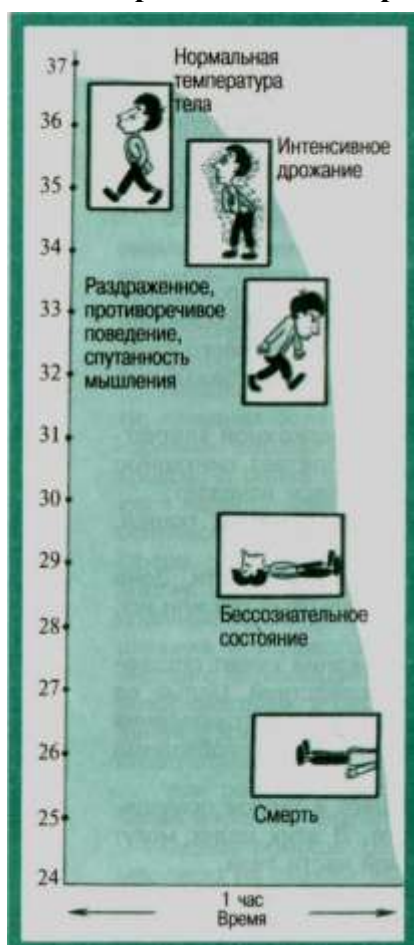 37
Нормальная
температура
тела
36
Интенсивное
дрожание
35
34
Раздраженное,
противоречивое
поведение,
спутанность
мышления
33
32
31
30
29
Бессознательное
состояние
28
27
26
Смерть
25
24
1 час
Время